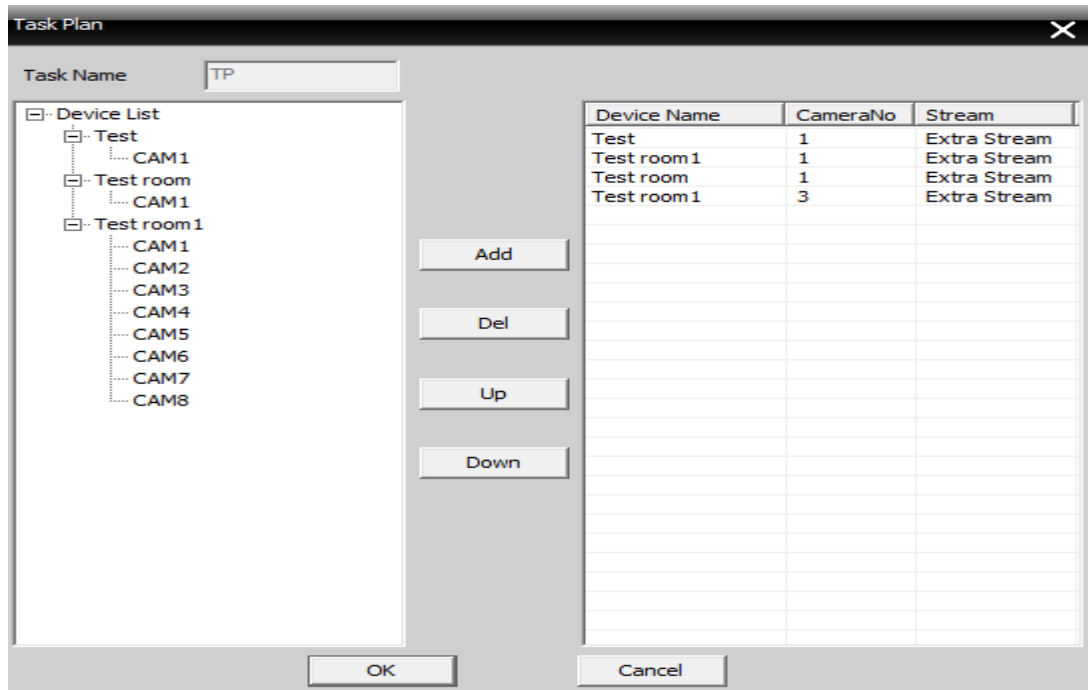 Task Plan
Task Name TP
Device List
Test
CAM1
Test room
CAM1
Test room1
CAM1
CAM2
CAM3
CAM4
CAM5
CAM6
CAM7
CAM8
Add
Del
Up
Down
Device Name CameraNo Stream
Test 1 Extra Stream
Test room1 1 Extra Stream
Test room 1 Extra Stream
Test room1 3 Extra Stream
OK Cancel